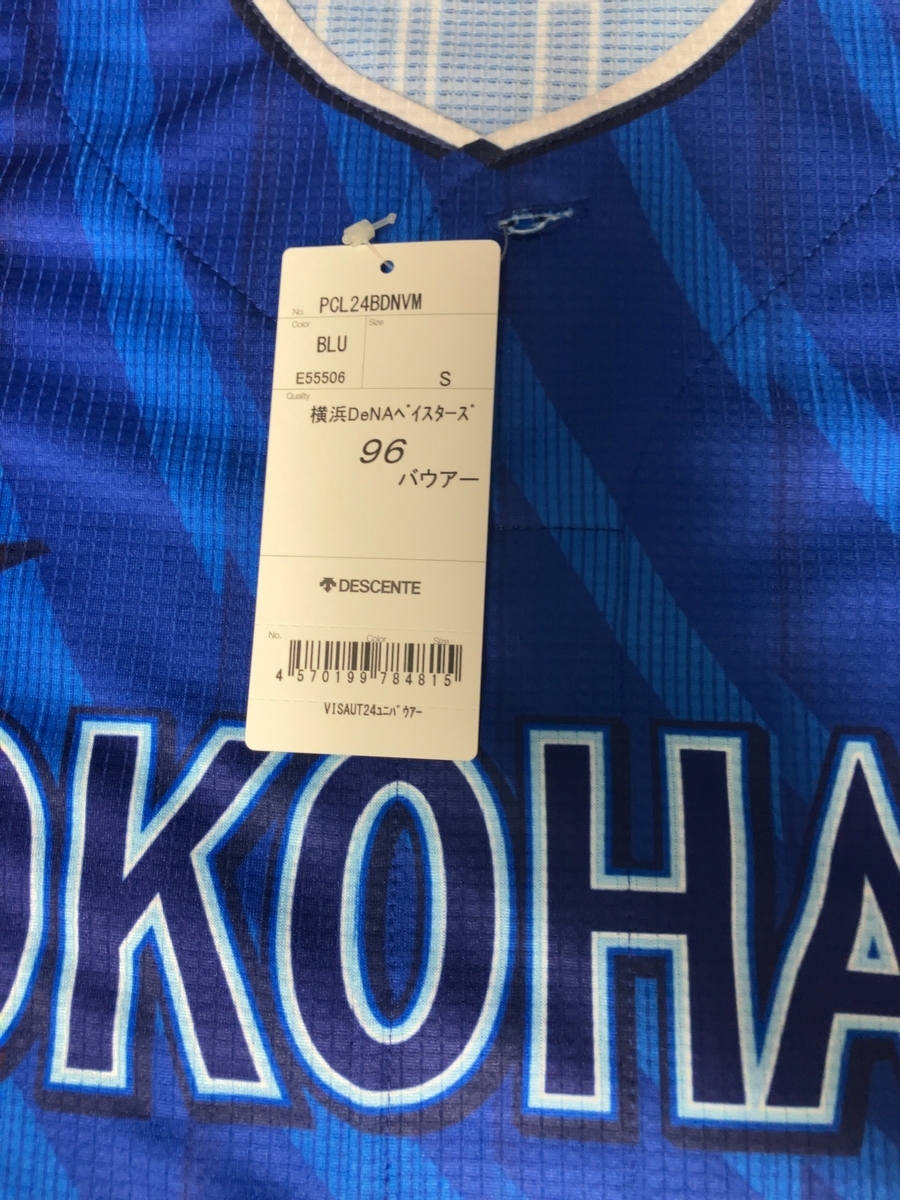 No. PCL24BDNVM
Color Size
BLU
E55506 S
Quality
横浜DeNAベイスターズ
96
バウアー
DESCENTE
No. Color Size
4 570199 784815
VISAUT24ユニバウアー
OKOHA